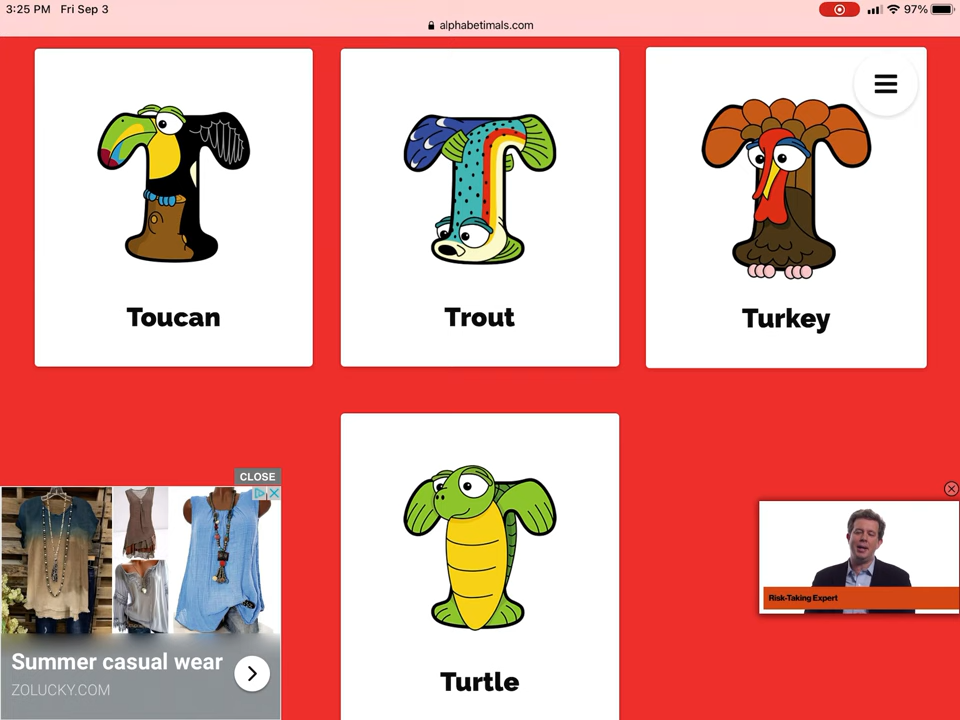 3:25 PM Fri Sep 3
97%
alphabetimals.com
Toucan
Trout
Turkey
CLOSE
Risk-Taking Expert
Summer casual wear
ZOLUCKY.COM
Turtle